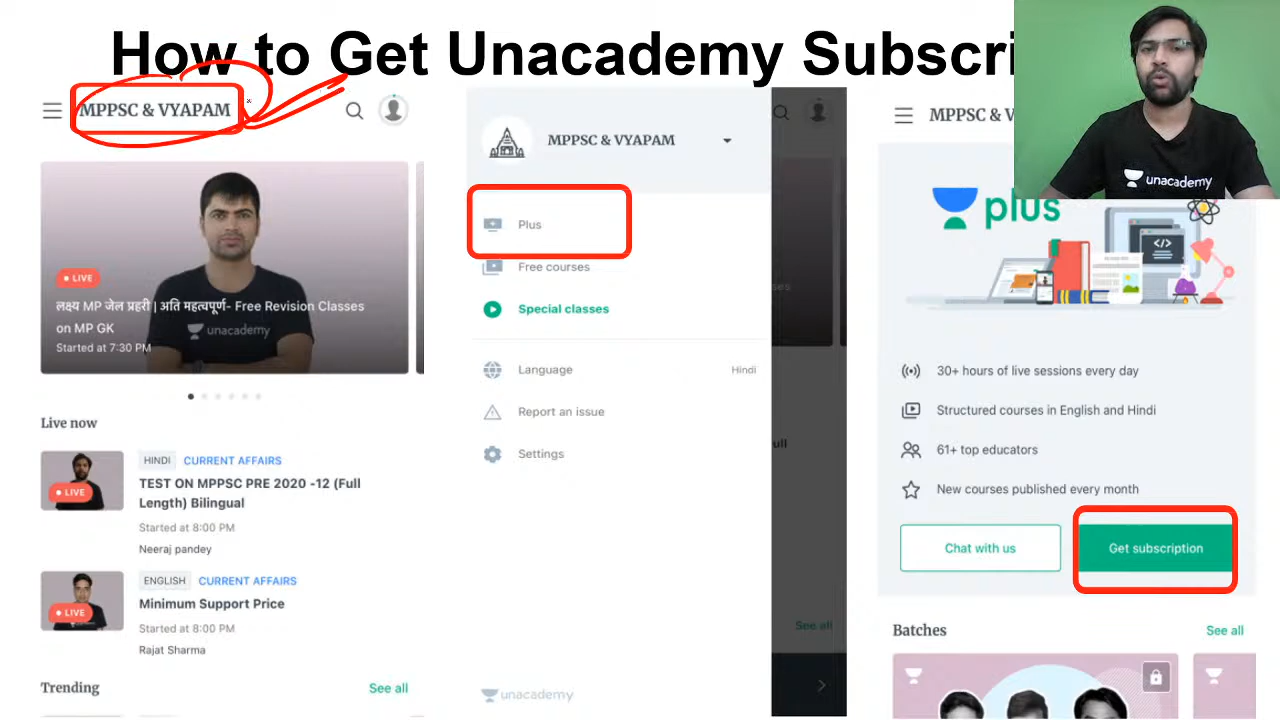 How to Get Unacademy Subscri
MPPSC & VYAPAM
LIVE
लक्ष्य MP जेल प्रहरी | अति महत्वपूर्ण- Free Revision Classes
on MP GK
unacademy
Started at 7:30 PM
Live now
LIVE
HINDI CURRENT AFFAIRS
TEST ON MPPSC PRE 2020 -12 (Full
Length) Bilingual
Started at 8:00 PM
Neeraj pandey
LIVE
ENGLISH CURRENT AFFAIRS
Minimum Support Price
Started at 8:00 PM
Rajat Sharma
Trending
See all
MPPSC & VYAPAM
Plus
Free courses
Special classes
Language
Hindi
Report an issue
Settings
unacademy
See all
MPPSC & V
unacademy
plus
30+ hours of live sessions every day
Structured courses in English and Hindi
61+ top educators
New courses published every month
Chat with us
Get subscription
Batches
See all